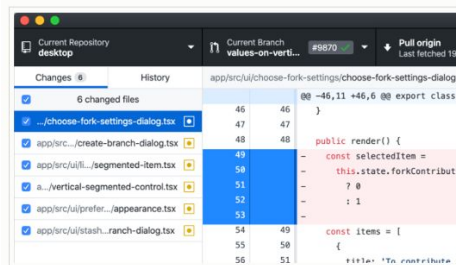 Current Repository
desktop
Current Branch
values-on-verti...
#9870
Pull origin
Last fetched 19
Changes 6
History
app/src/ui/choose-fork-settings/choose-fork-settings-dialog
6 changed files
@@ -46,11 +46,6 @@ export class
.../choose-fork-settings-dialog.tsx
46 46 }
47 47
app/src.../create-branch-dialog.tsx
48 48 public render() {
app/src/ui/li.../segmented-item.tsx
49 - const selectedItem =
50 - this.state.forkContribut
a.../vertical-segmented-control.tsx
51 - ? 0
52 - : 1
app/src/ui/prefer.../appearance.tsx
53 -
app/src/ui/stash...ranch-dialog.tsx
54 49 const items = [
55 50 {
56 51 title: 'To contribute